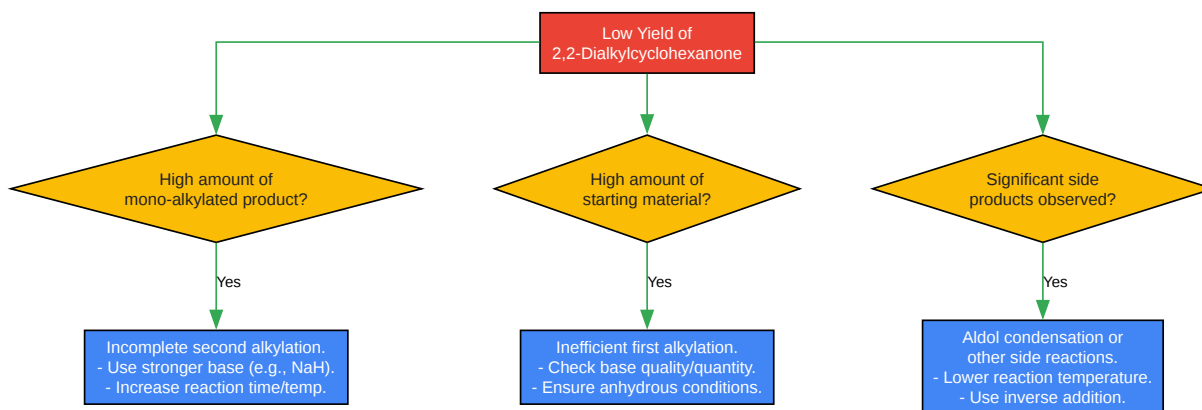 Low Yield of
2,2-Dialkylcyclohexanone
High amount of
mono-alkylated product?
High amount of
starting material?
Significant side
products observed?
Yes
Yes
Yes
Incomplete second alkylation.
- Use stronger base (e.g., NaH).
- Increase reaction time/temp.
Inefficient first alkylation.
- Check base quality/quantity.
- Ensure anhydrous conditions.
Aldol condensation or
other side reactions.
- Lower reaction temperature.
- Use inverse addition.